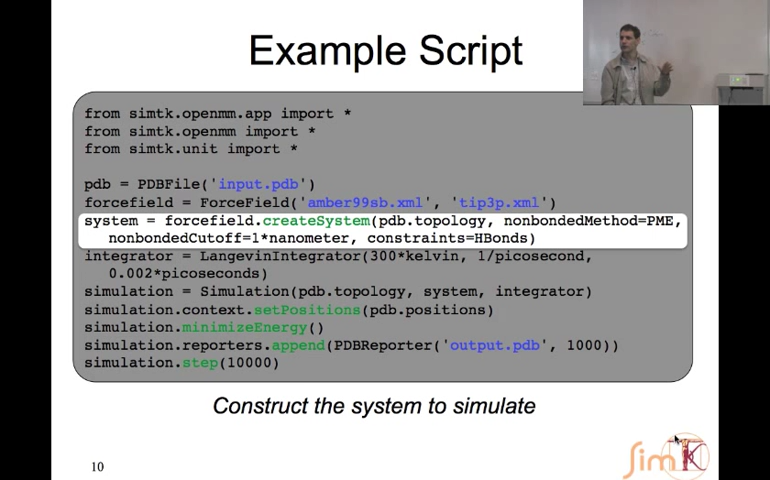 Example Script
from simtk.openmm.app import *
from simtk.openmm import *
from simtk.unit import *
pdb = PDBFile('input.pdb')
forcefield = ForceField('amber99sb.xml', 'tip3p.xml')
system = forcefield.createSystem(pdb.topology, nonbondedMethod=PME,
nonbondedCutoff=1*nanometer, constraints=HBonds)
integrator = LangevinIntegrator(300*kelvin, 1/picosecond,
0.002*picoseconds)
simulation = Simulation(pdb.topology, system, integrator)
simulation.context.setPositions(pdb.positions)
simulation.minimizeEnergy()
simulation.reporters.append(PDBReporter('output.pdb', 1000))
simulation.step(10000)
Construct the system to simulate
10
SimTK